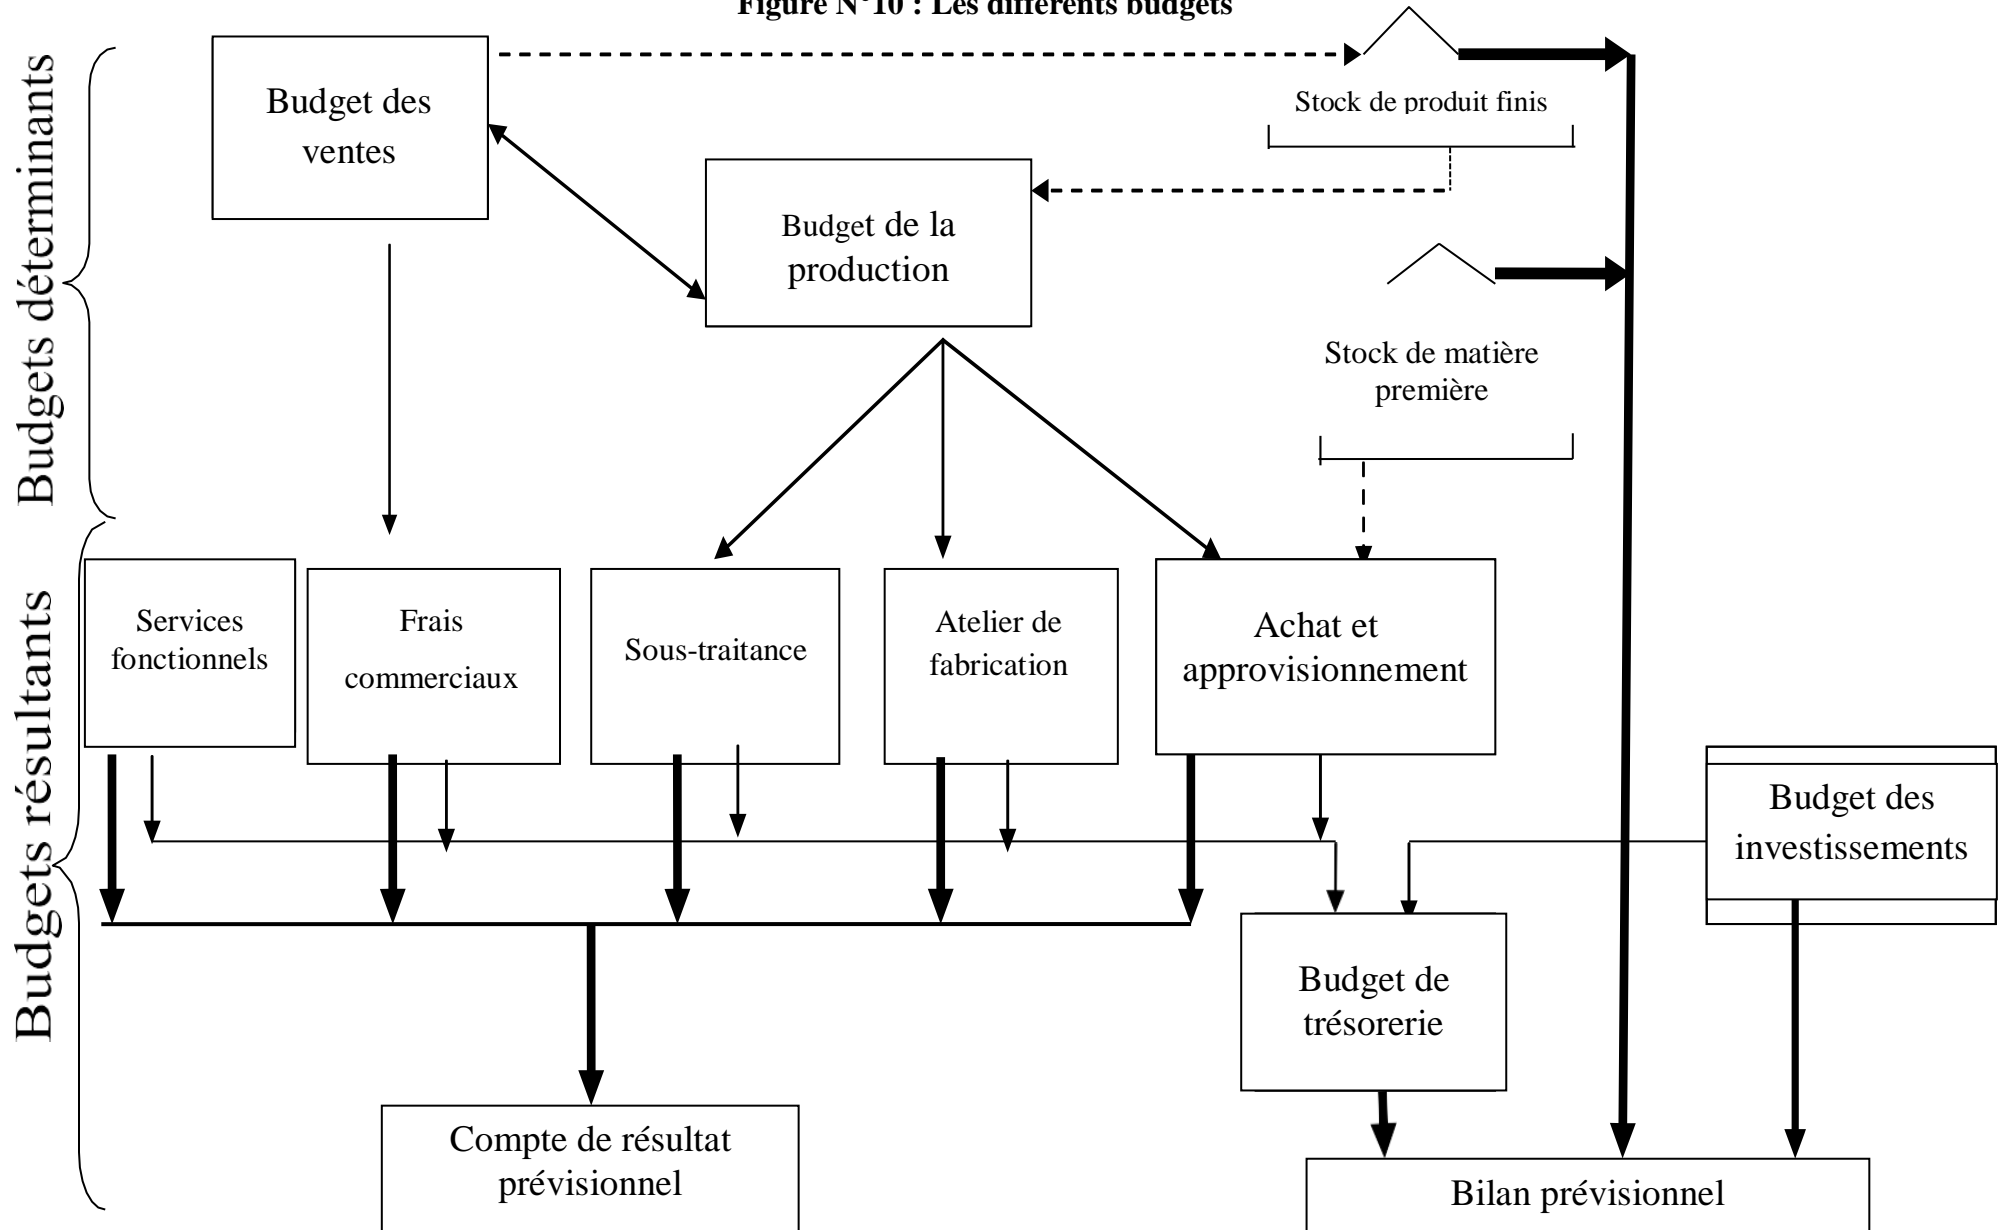 Figure N°10 : Les différents budgets
Budgets déterminants
Budget des
ventes
Stock de produit finis
Budget de la
production
Stock de matière
première
Budgets résultants
Services
fonctionnels
Frais
commerciaux
Sous-traitance
Atelier de
fabrication
Achat et
approvisionnement
Budget des
investissements
Budget de
trésorerie
Compte de résultat
prévisionnel
Bilan prévisionnel